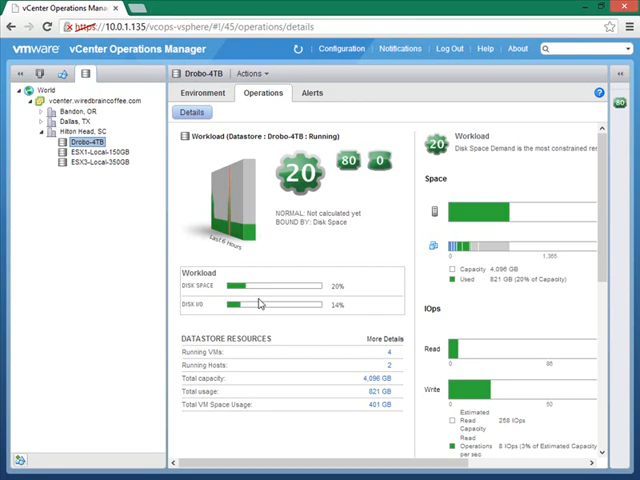 vCenter Operations Manager
https://10.0.1.135/vcops-vsphere/#!/45/operations/details
vmware vCenter Operations Manager
Configuration Notifications Log Out Help
Drobo-4TB Actions
World
vcenter.wiredbraincoffee.com
Bandon, OR
Dallas, TX
Hilton Head, SC
Drobo-4TB
ESX1-Local-150GB
ESX3-Local-350GB
Environment Operations Alerts
Details
Workload (Datastore : Drobo-4TB : Running)
20 80 0
NORMAL: Not calculated yet
BOUND BY: Disk Space
Last 6 Hours
Workload
DISK SPACE 20%
DISK I/O 14%
DATASTORE RESOURCES More Details
Running VMs: 4
Running Hosts: 2
Total capacity: 4,096 GB
Total usage: 821 GB
Total VM Space Usage: 401 GB
20 Workload
Disk Space Demand is the most constrained
Space
0 1,365
Capacity 4,096 GB
Used 821 GB (20% of Capacity)
IOps
Read
0 86
Write
0 50
Estimated
Read 258 IOps
Capacity
Read
Operations 8 IOps (3% of Estimated Capacity)
per sec
80